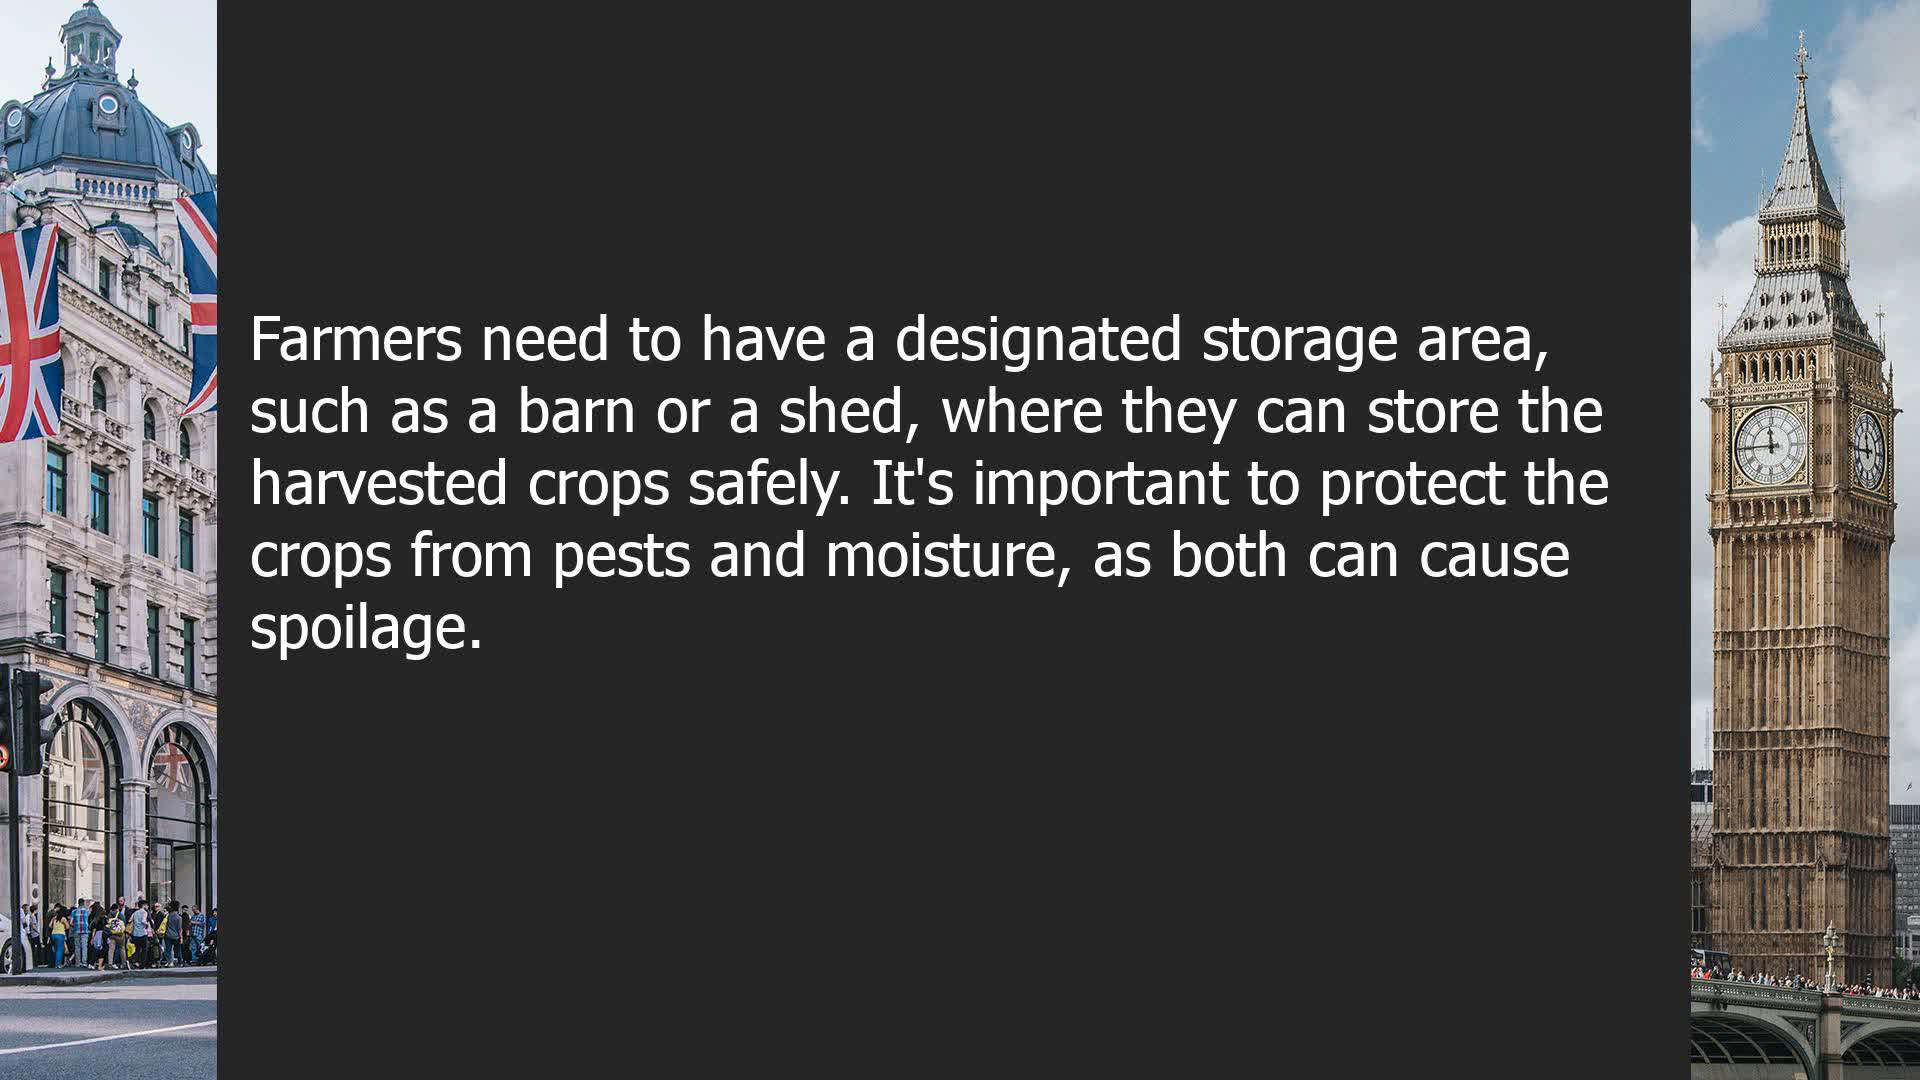 Farmers need to have a designated storage area,
such as a barn or a shed, where they can store the
harvested crops safely. It's important to protect the
crops from pests and moisture, as both can cause
spoilage.